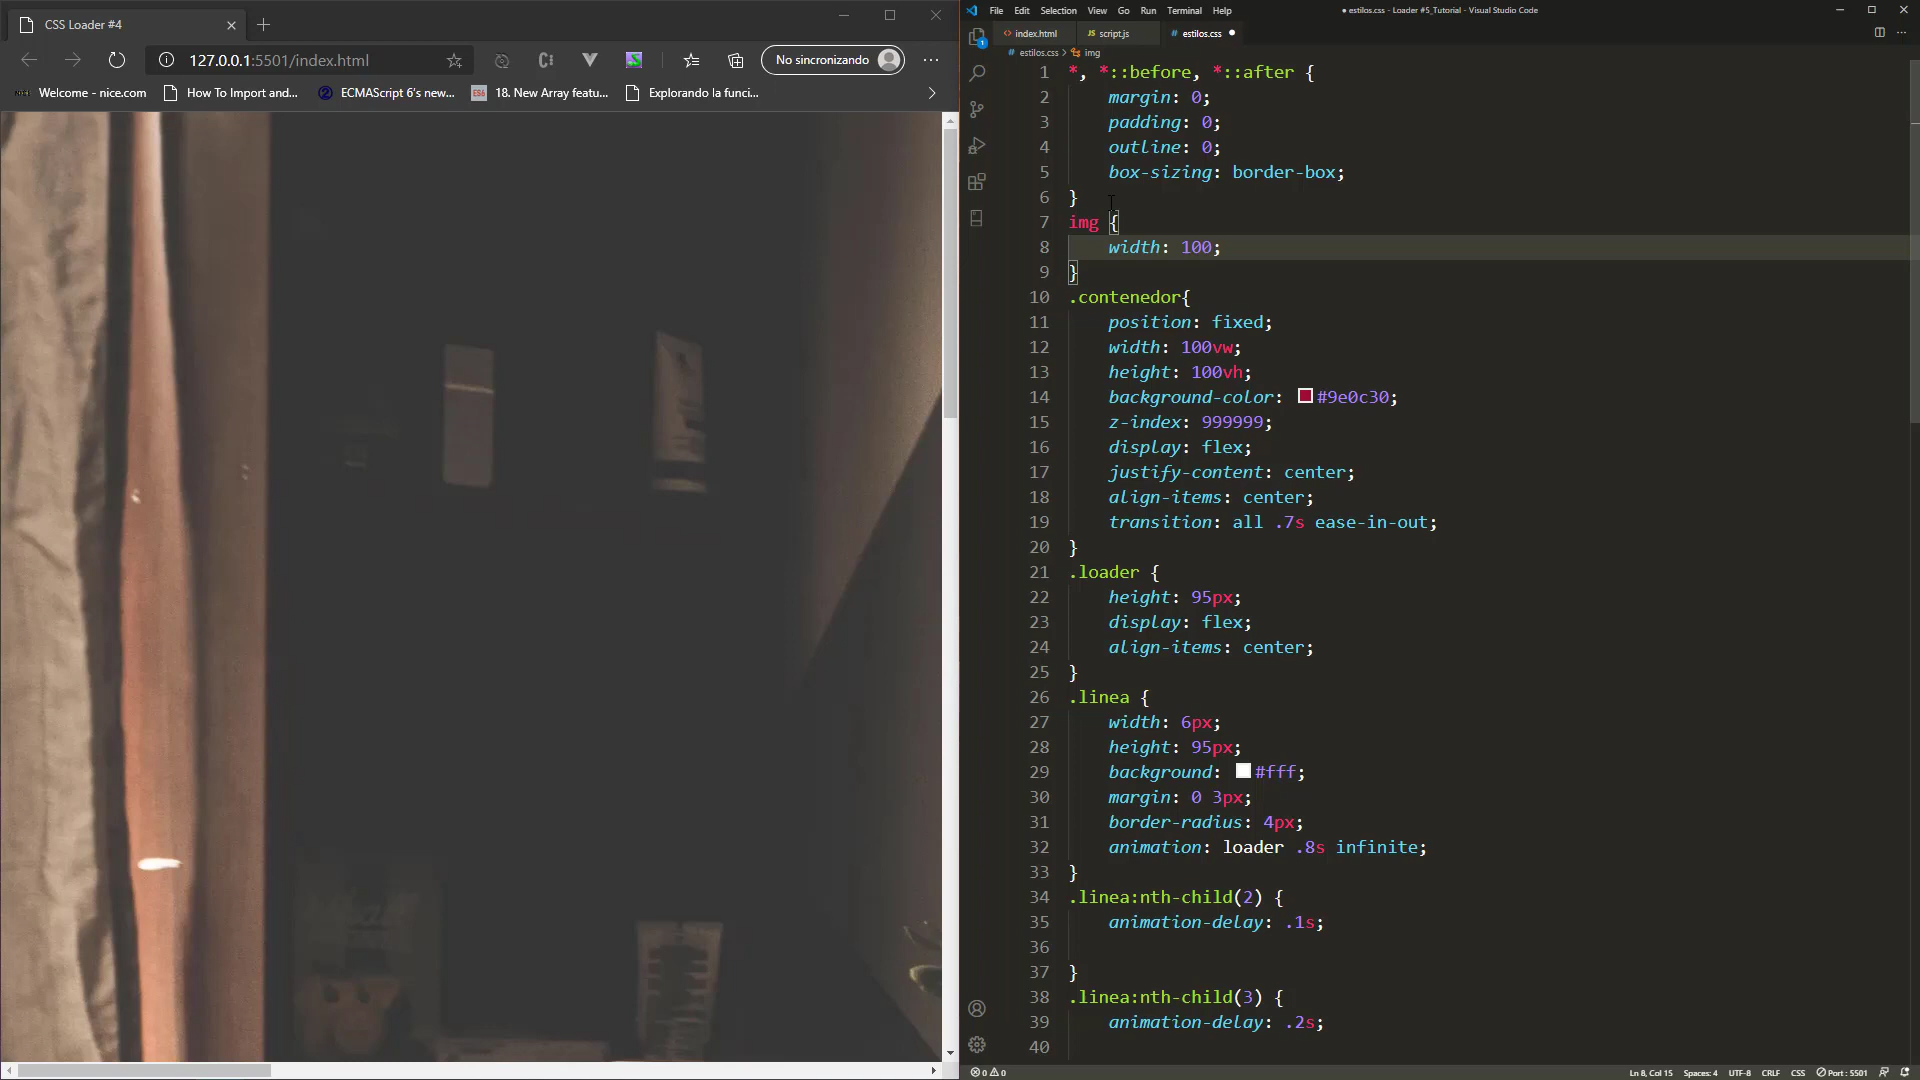 CSS Loader #4
127.0.0.1:5501/index.html
No sincronizando
Welcome - nice.com
How To Import and...
ECMAScript 6's new...
18. New Array featu...
Explorando la funci...
File Edit Selection View Go Run Terminal Help
● estilos.css - Loader #5_Tutorial - Visual Studio Code
index.html
script.js
estilos.css ●
# estilos.css > img
1 *, *::before, *::after {
2 margin: 0;
3 padding: 0;
4 outline: 0;
5 box-sizing: border-box;
6 }
7 img {
8 width: 100;
9 }
10 .contenedor{
11 position: fixed;
12 width: 100vw;
13 height: 100vh;
14 background-color: #9e0c30;
15 z-index: 999999;
16 display: flex;
17 justify-content: center;
18 align-items: center;
19 transition: all .7s ease-in-out;
20 }
21 .loader {
22 height: 95px;
23 display: flex;
24 align-items: center;
25 }
26 .linea {
27 width: 6px;
28 height: 95px;
29 background: #fff;
30 margin: 0 3px;
31 border-radius: 4px;
32 animation: loader .8s infinite;
33 }
34 .linea:nth-child(2) {
35 animation-delay: .1s;
36
37 }
38 .linea:nth-child(3) {
39 animation-delay: .2s;
40
0 0
Ln 8, Col 15 Spaces: 4 UTF-8 CRLF CSS Port : 5501